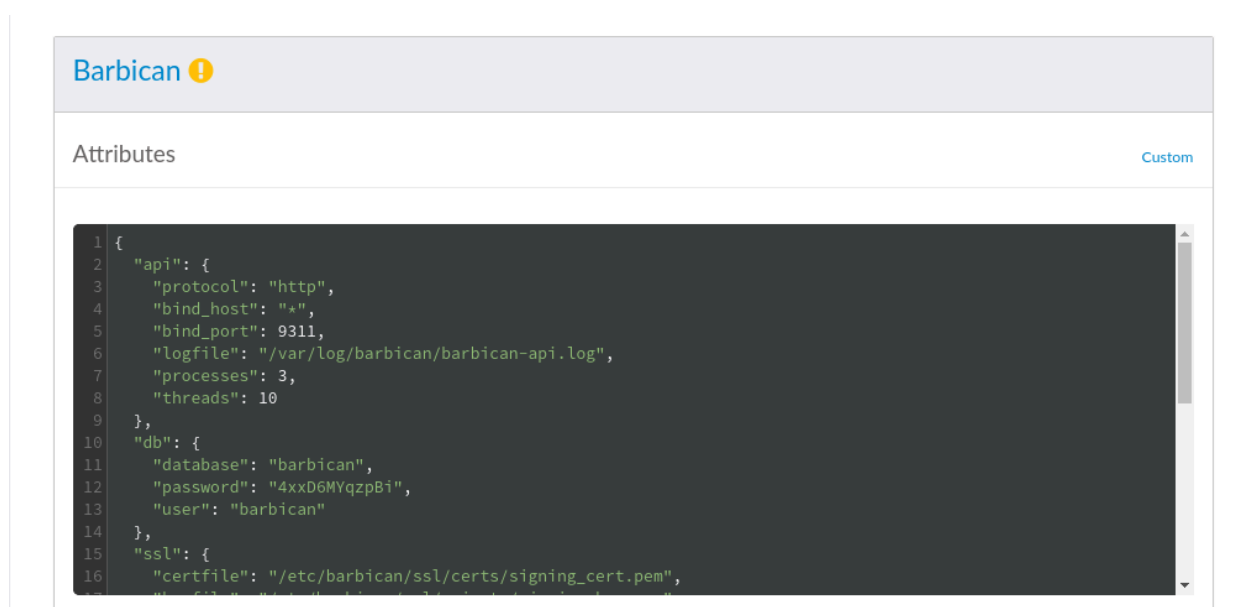 Barbican
Attributes
Custom
1 {
2 "api": {
3 "protocol": "http",
4 "bind_host": "*",
5 "bind_port": 9311,
6 "logfile": "/var/log/barbican/barbican-api.log",
7 "processes": 3,
8 "threads": 10
9 },
10 "db": {
11 "database": "barbican",
12 "password": "4xxD6MYqzpBi",
13 "user": "barbican"
14 },
15 "ssl": {
16 "certfile": "/etc/barbican/ssl/certs/signing_cert.pem",